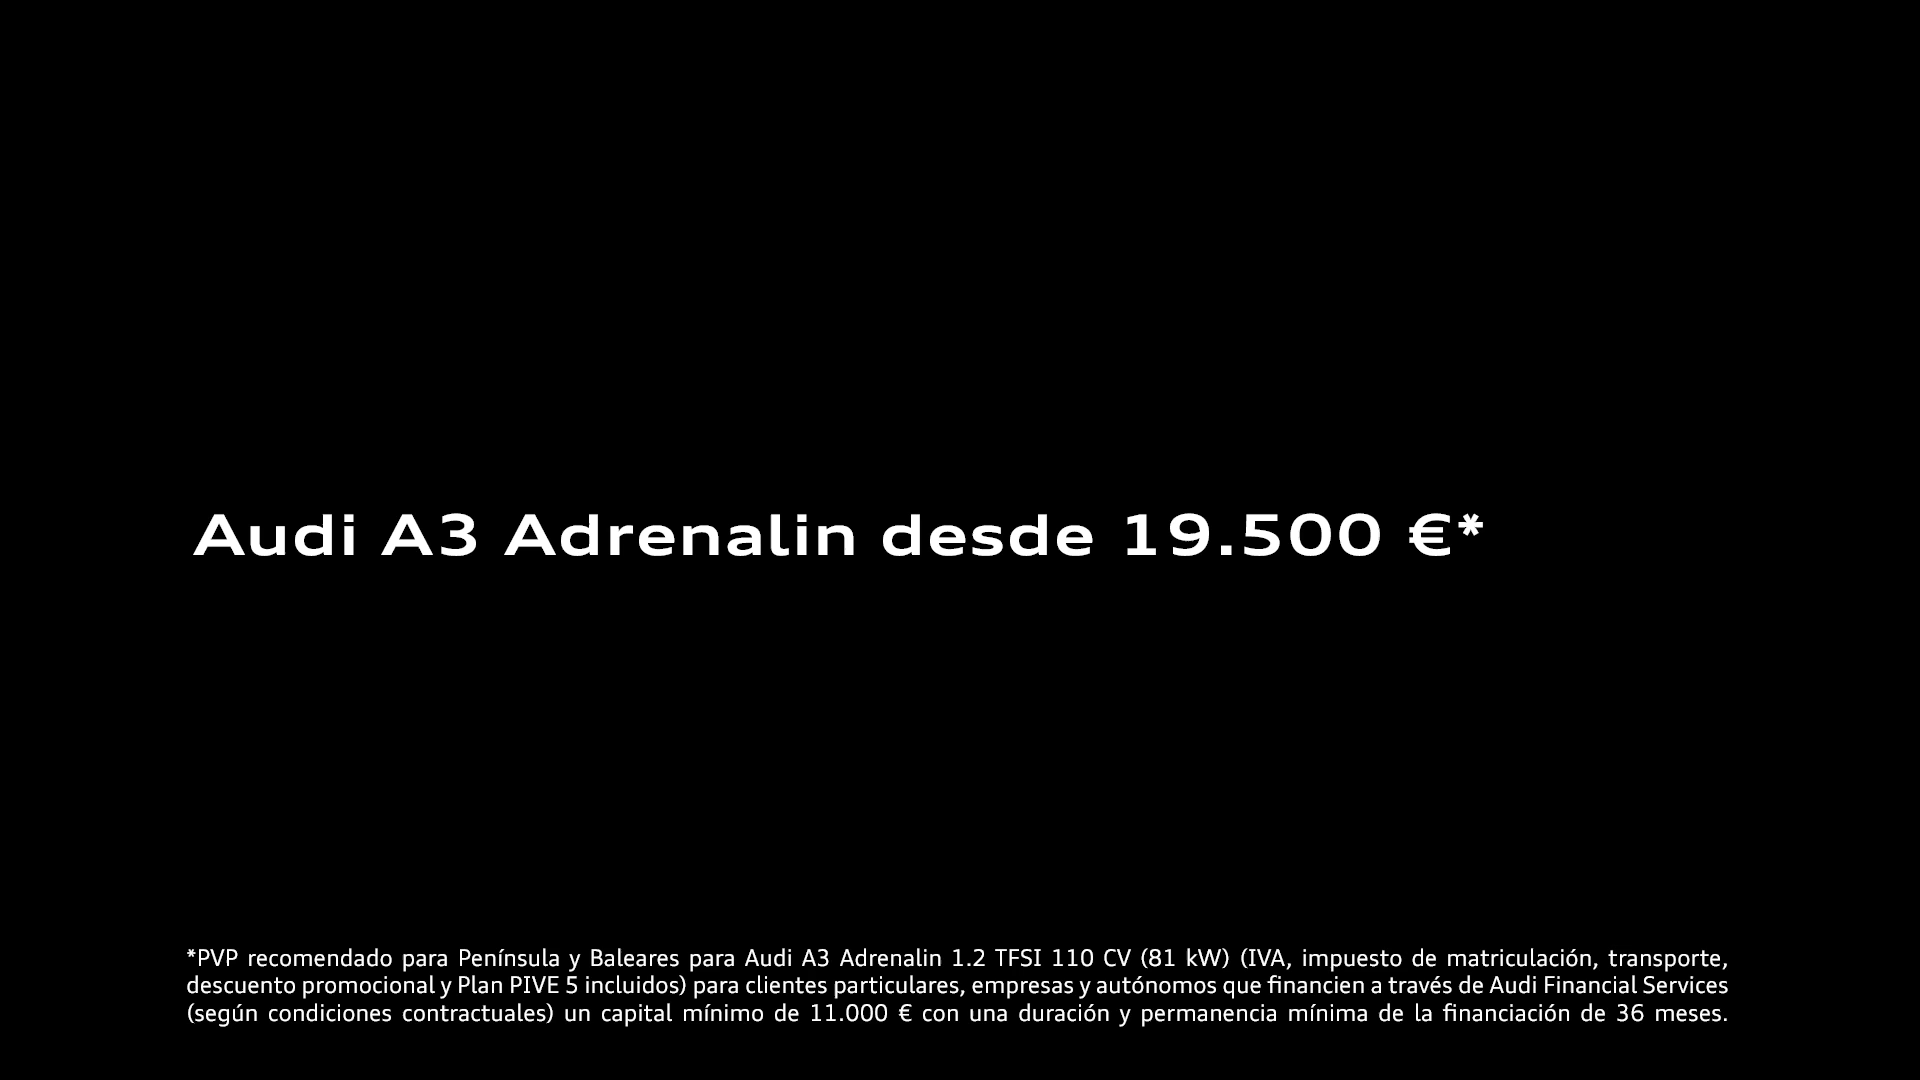 Audi A3 Adrenalin desde 19.500 €*
*PVP recomendado para Península y Baleares para Audi A3 Adrenalin 1.2 TFSI 110 CV (81 kW) (IVA, impuesto de matriculación, transporte,
descuento promocional y Plan PIVE 5 incluidos) para clientes particulares, empresas y autónomos que financien a través de Audi Financial Services
(según condiciones contractuales) un capital mínimo de 11.000 € con una duración y permanencia mínima de la financiación de 36 meses.